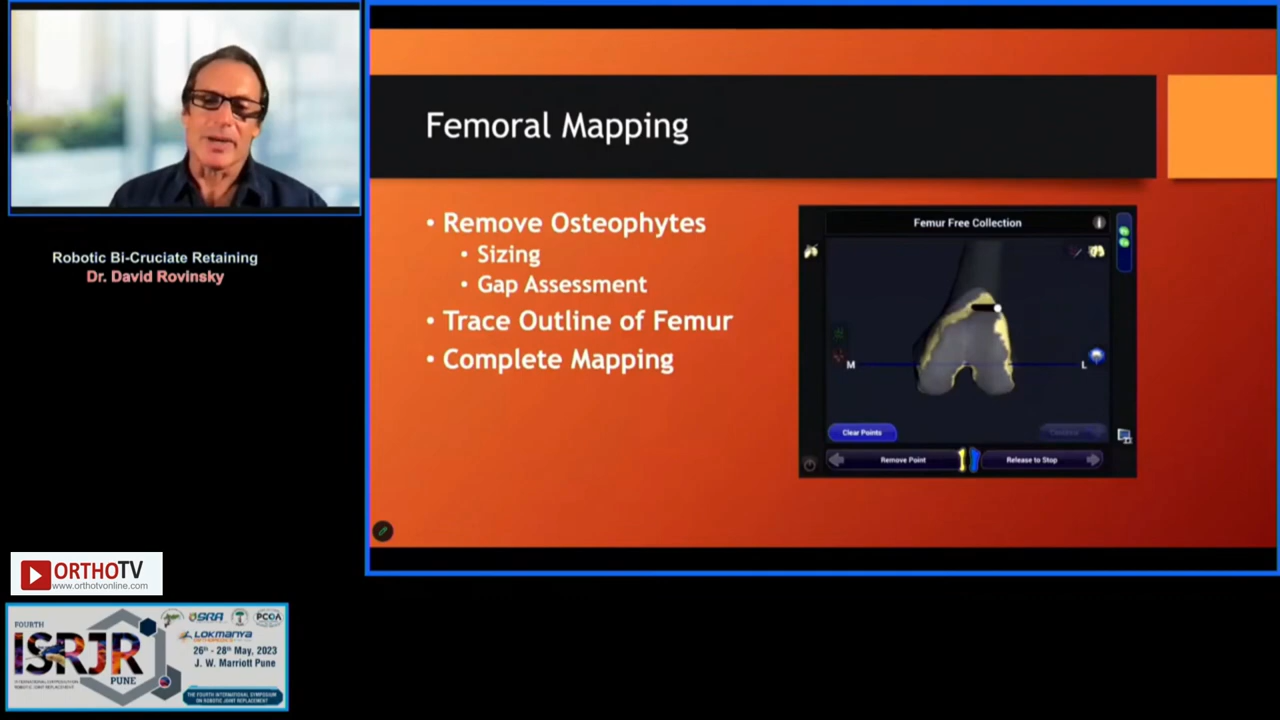 Femoral Mapping
• Remove Osteophytes
• Sizing
• Gap Assessment
• Trace Outline of Femur
• Complete Mapping
Femur Free Collection
M
L
Clear Points
Remove Point
Release to Stop
Robotic Bi-Cruciate Retaining
Dr. David Rovinsky
ORTHOTV
www.orthotvonline.com
FOURTH
ISRJR
PUNE
SRA
PCOA
LOKMANYA
26th - 28th May, 2023
J. W. Marriott Pune
THE FOURTH INTERNATIONAL SYMPOSIUM
ON ROBOTIC JOINT REPLACEMENT